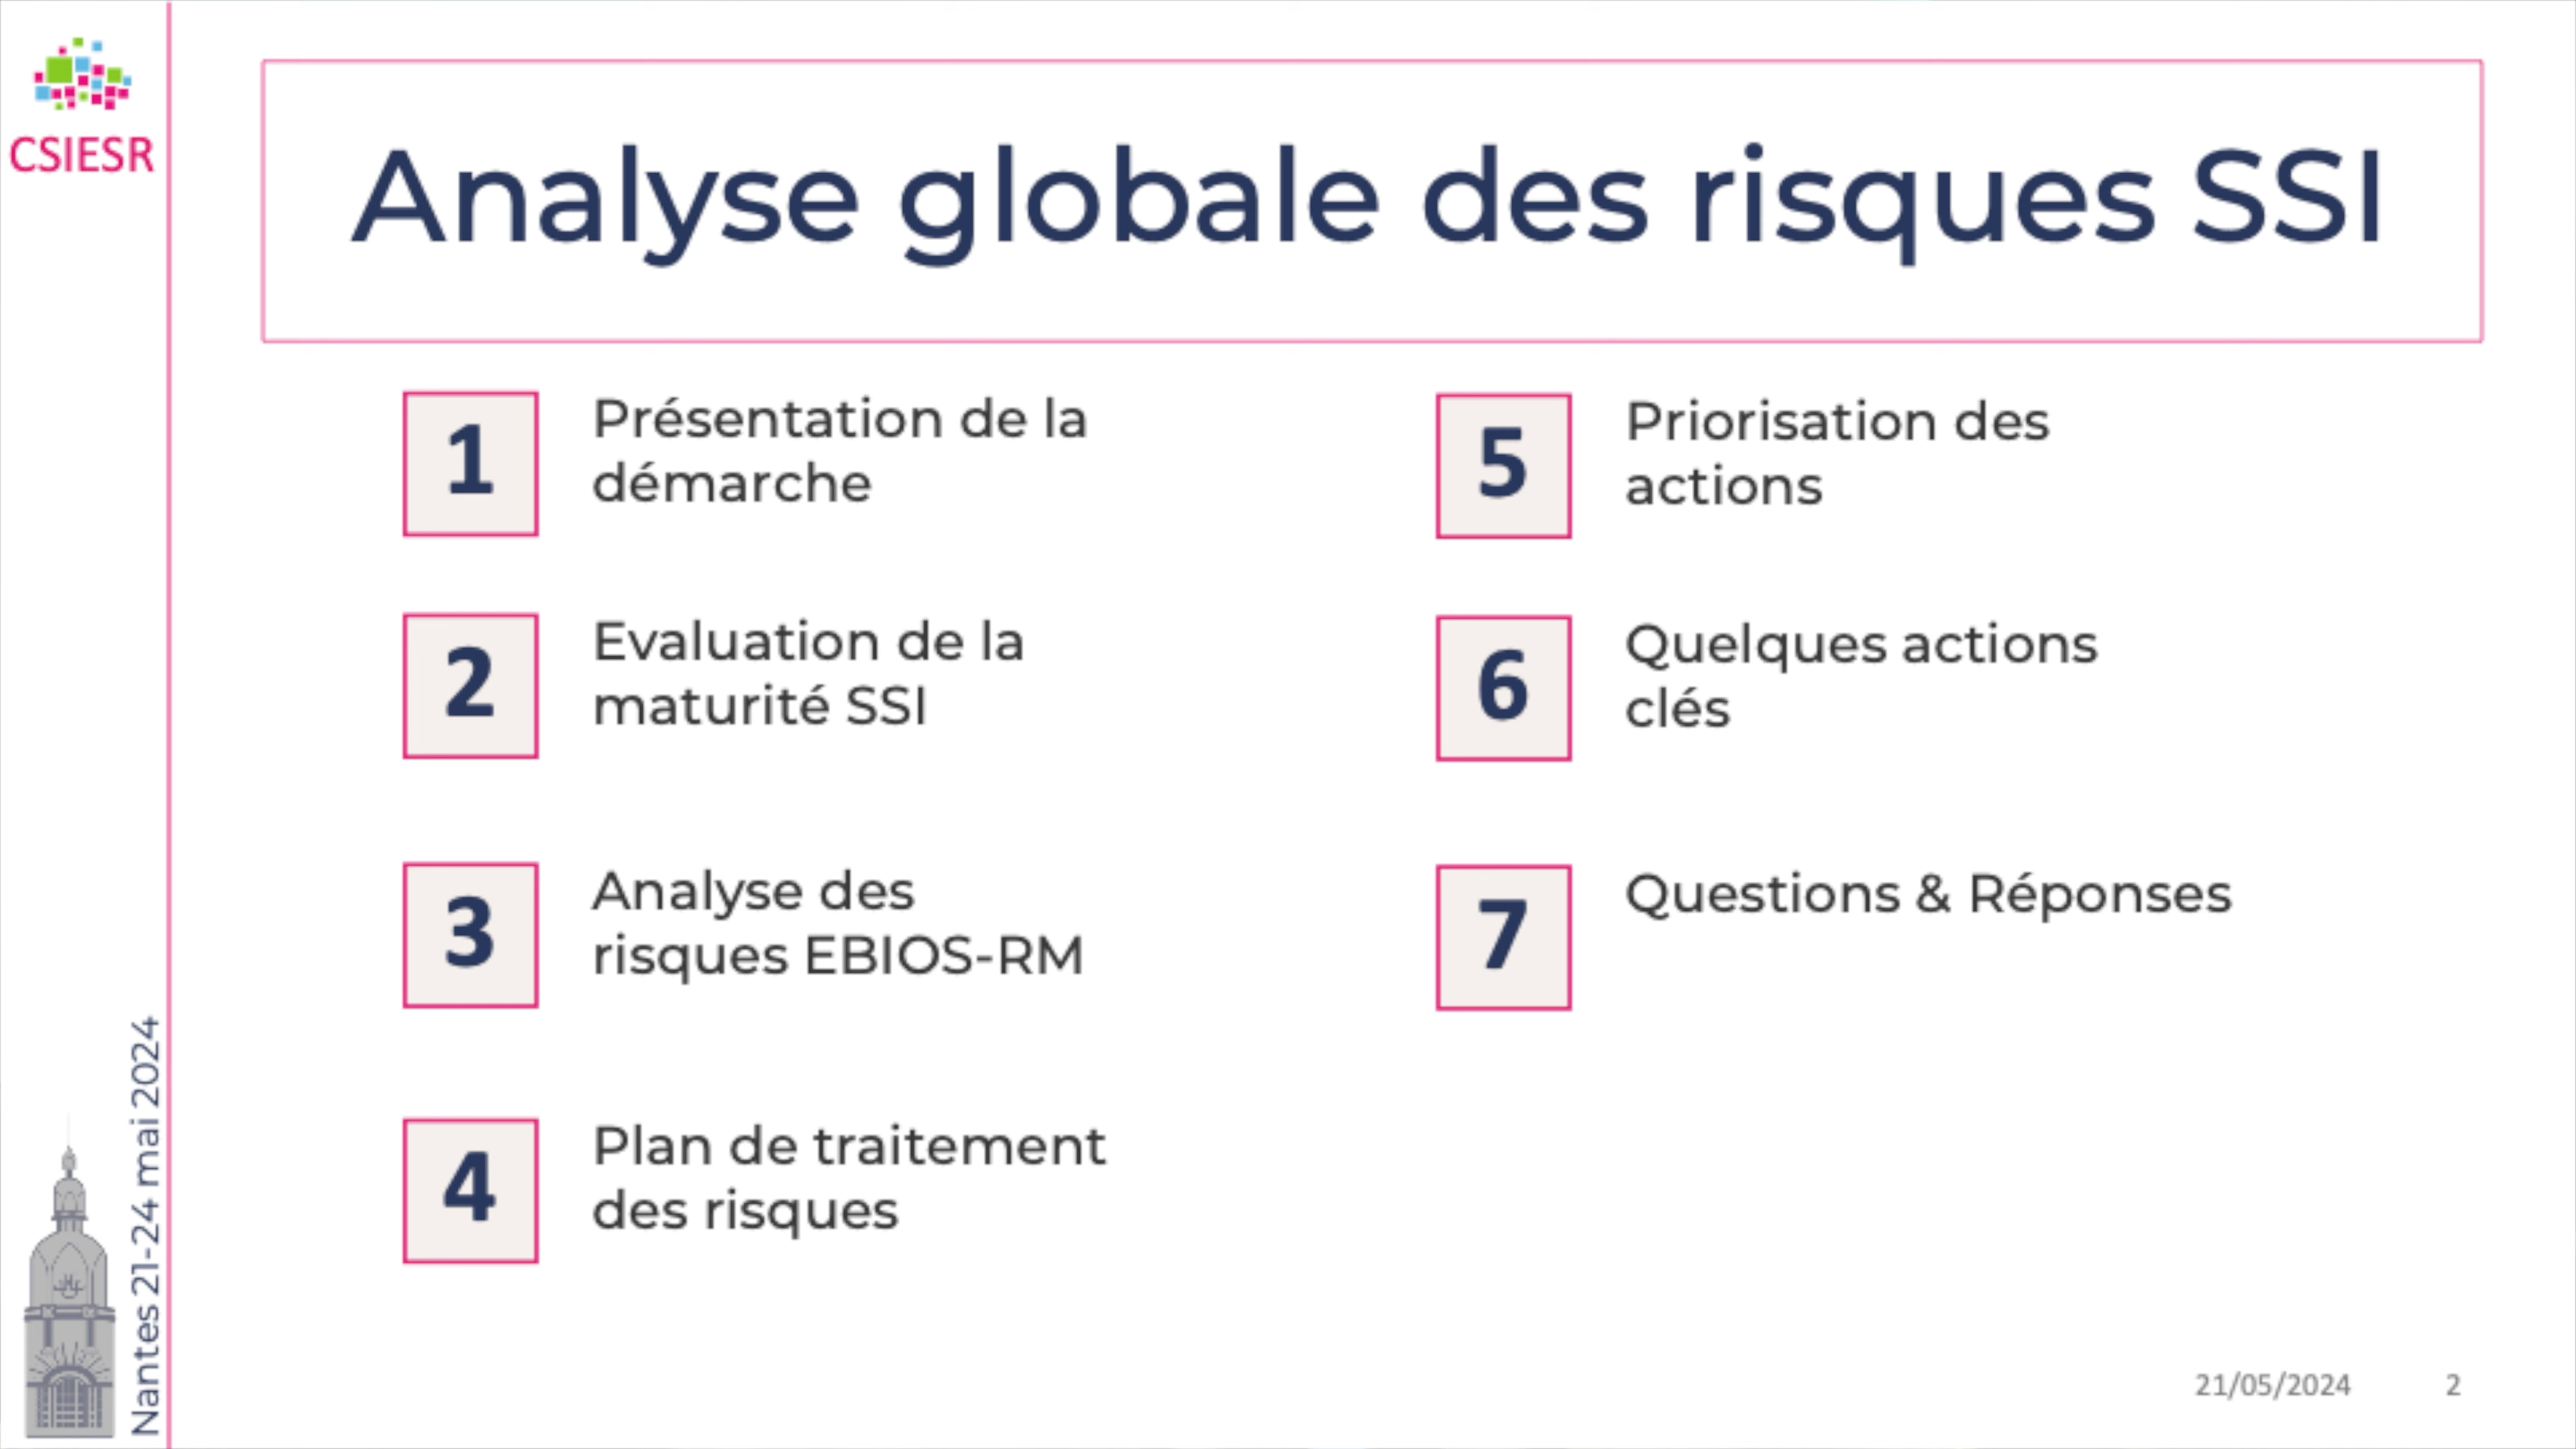 CSIESR
Analyse globale des risques SSI
1
Présentation de la
démarche
2
Evaluation de la
maturité SSI
3
Analyse des
risques EBIOS-RM
4
Plan de traitement
des risques
5
Priorisation des
actions
6
Quelques actions
clés
7
Questions & Réponses
Nantes 21-24 mai 2024
21/05/2024
2